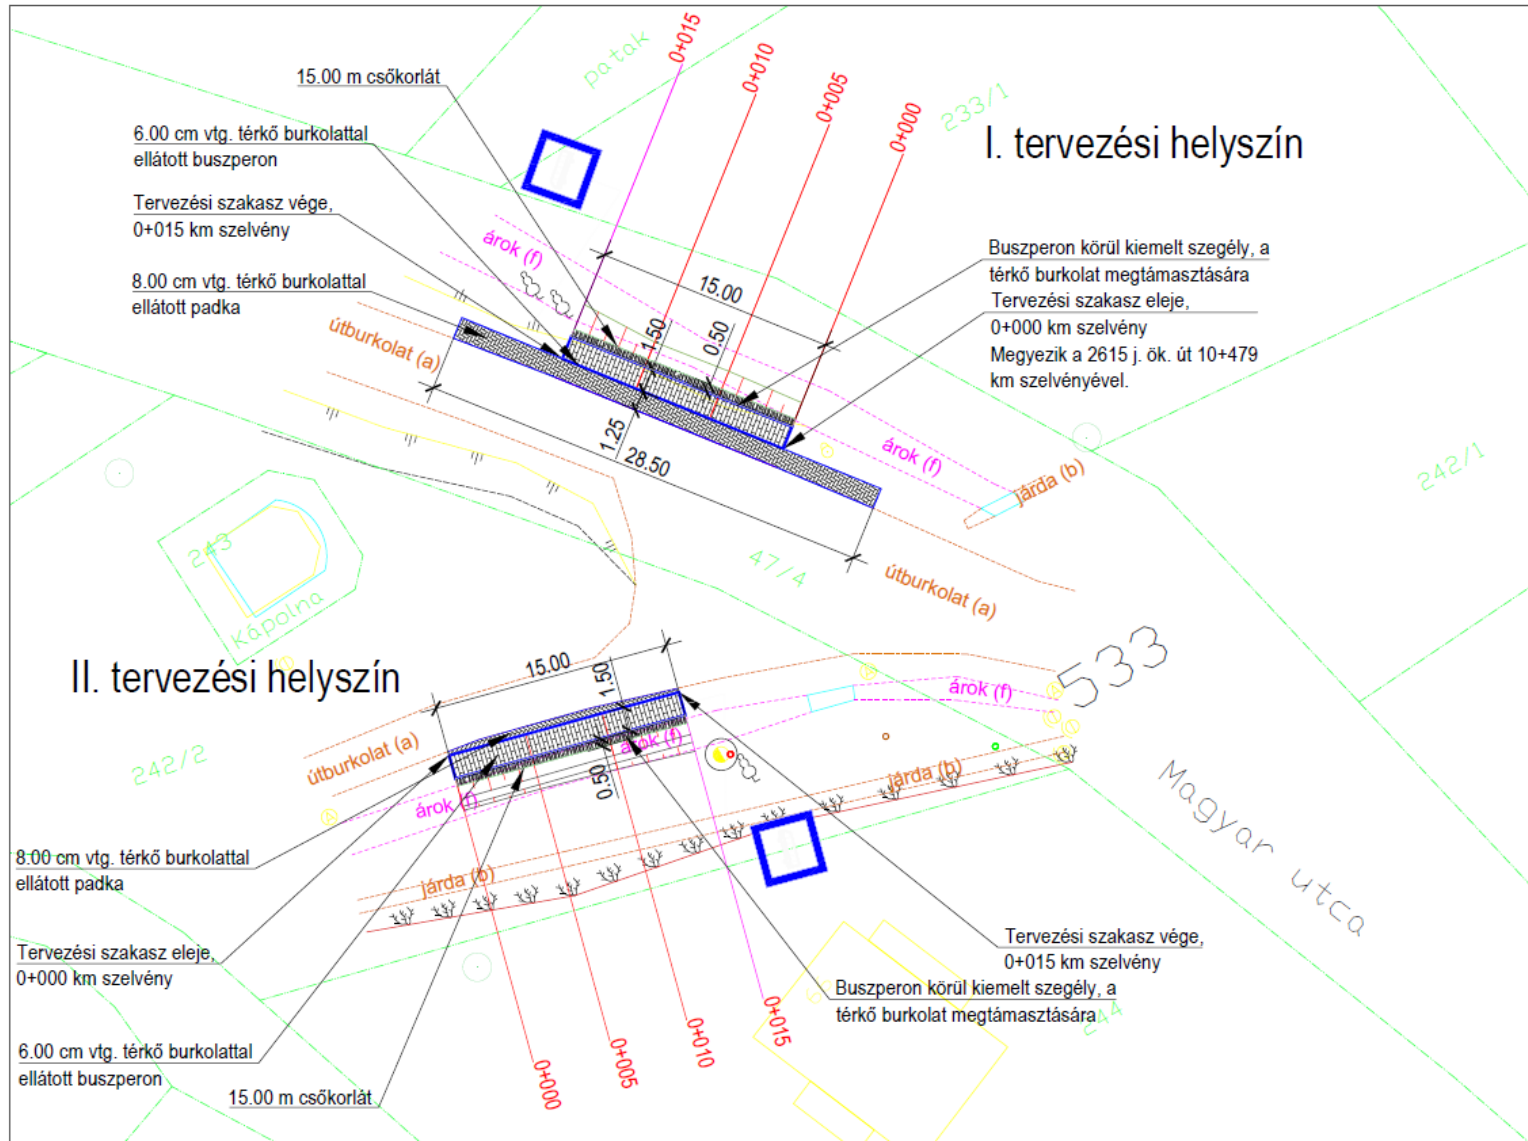 patak
0+015
0+010
0+005
0+000
233/1
I. tervezési helyszín
15.00 m csőkorlát
6.00 cm vtg. térkő burkolattal
ellátott buszperon
Tervezési szakasz vége,
0+015 km szelvény
8.00 cm vtg. térkő burkolattal
ellátott padka
árok (f)
útburkolat (a)
15.00
1.50
0.50
1.25
28.50
Buszperon körül kiemelt szegély, a
térkő burkolat megtámasztására
Tervezési szakasz eleje,
0+000 km szelvény
Megyezik a 2615 j. ök. út 10+479
km szelvényével.
árok (f)
járda (b)
242/1
243
Kápolna
47/4
útburkolat (a)
533
II. tervezési helyszín
15.00
1.50
0.50
242/2
útburkolat (a)
árok (f)
árok (f)
árok (f)
járda (b)
járda (b)
Magyar utca
8.00 cm vtg. térkő burkolattal
ellátott padka
Tervezési szakasz eleje,
0+000 km szelvény
6.00 cm vtg. térkő burkolattal
ellátott buszperon
15.00 m csőkorlát
0+000
0+005
0+010
0+015
Tervezési szakasz vége,
0+015 km szelvény
Buszperon körül kiemelt szegély, a
térkő burkolat megtámasztására
244